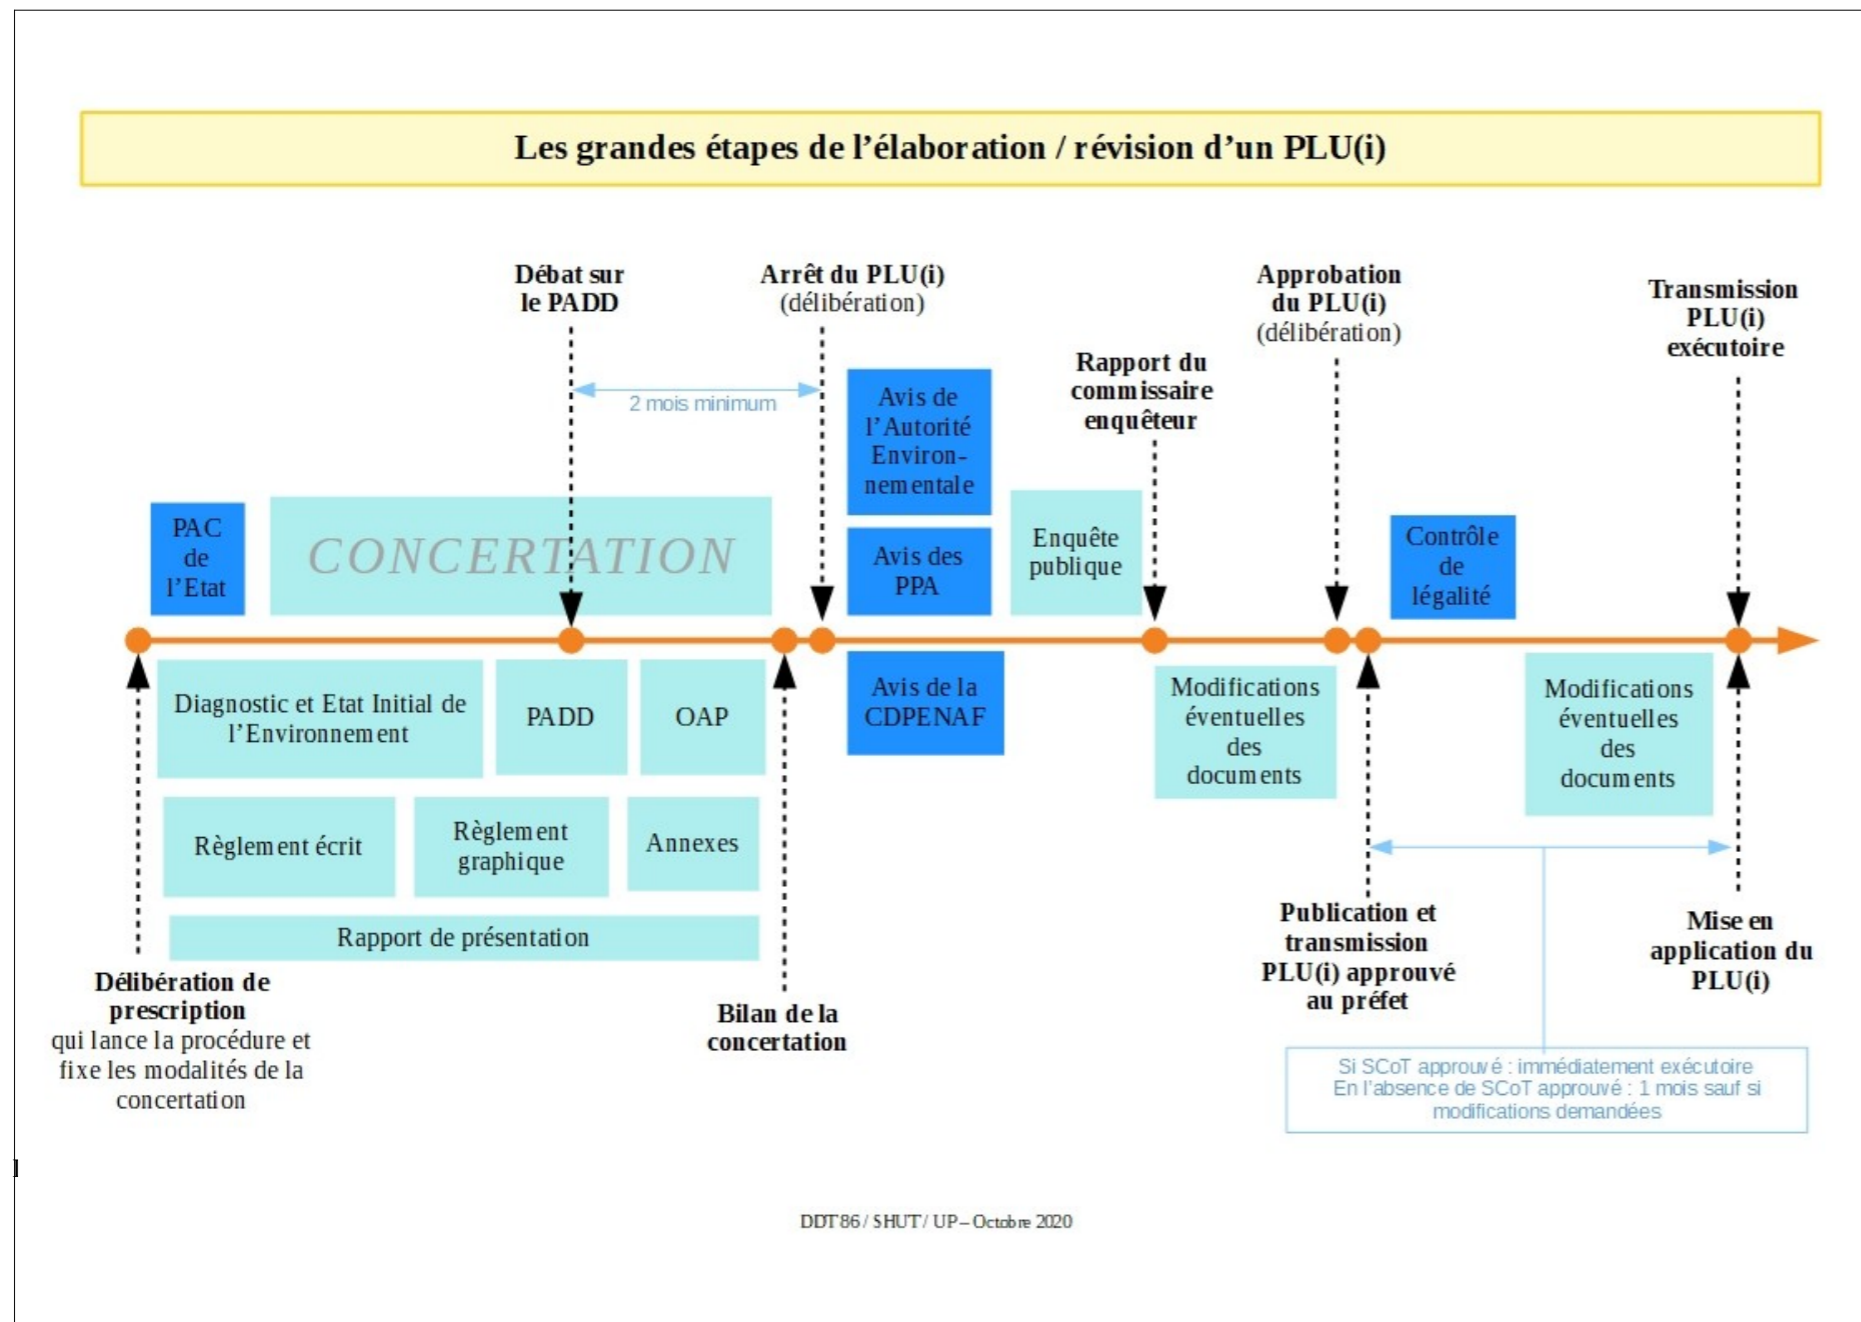 Les grandes étapes de l’élaboration / révision d’un PLU(i)
Débat sur
le PADD
Arrêt du PLU(i)
(délibération)
Approbation
du PLU(i)
(délibération)
Transmission
PLU(i)
exécutoire
Rapport du
commissaire
enquêteur
2 mois minimum
Avis de
l’Autorité
Environ-
nementale
PAC
de
l’Etat
CONCERTATION
Avis des
PPA
Enquête
publique
Contrôle
de
légalité
Diagnostic et Etat Initial de
l’Environnement
PADD
OAP
Avis de la
CDPENAF
Modifications
éventuelles
des
documents
Modifications
éventuelles
des
documents
Règlement écrit
Règlement
graphique
Annexes
Rapport de présentation
Délibération de
prescription
qui lance la procédure et
fixe les modalités de la
concertation
Bilan de la
concertation
Publication et
transmission
PLU(i) approuvé
au préfet
Mise en
application du
PLU(i)
Si SCoT approuvé : immédiatement exécutoire
En l’absence de SCoT approuvé : 1 mois sauf si
modifications demandées
DDT86 / SHUT / UP – Octobre 2020